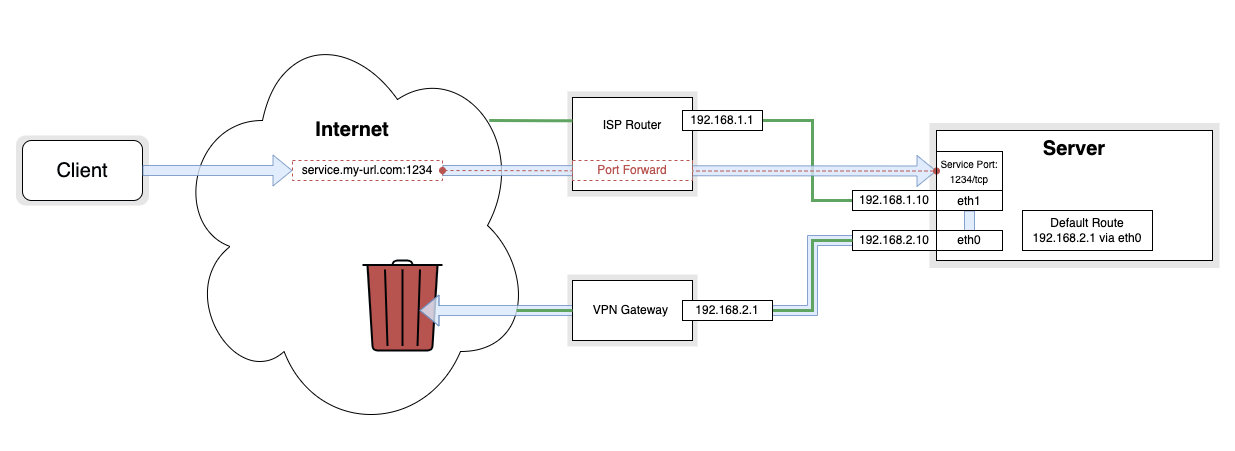 Internet
ISP Router
192.168.1.1
Client
service.my-url.com:1234
Port Forward
Server
Service Port:
1234/tcp
192.168.1.10
eth1
192.168.2.10
eth0
Default Route
192.168.2.1 via eth0
VPN Gateway
192.168.2.1